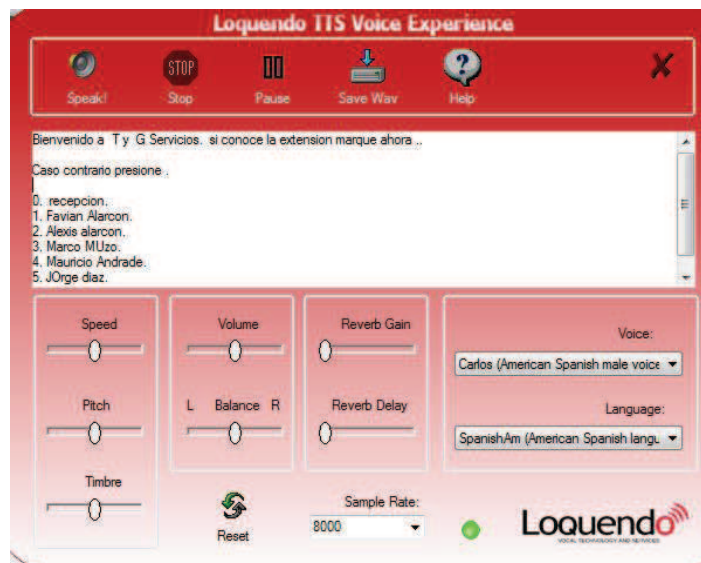 Loquendo TTS Voice Experience
STOP
Speak! Stop Pause Save Wav Help
Bienvenido a T y G Servicios. si conoce la extension marque ahora ..
Caso contrario presione .
0. recepcion.
1. Favian Alarcon.
2. Alexis alarcon.
3. Marco MUzo.
4. Mauricio Andrade.
5. JOrge diaz.
Speed Volume Reverb Gain Voice:
Carlos (American Spanish male voice
Pitch L Balance R Reverb Delay Language:
SpanishAm (American Spanish langu
Timbre
Sample Rate:
8000
Reset
Loquendo
VOCAL TECHNOLOGY AND SERVICES